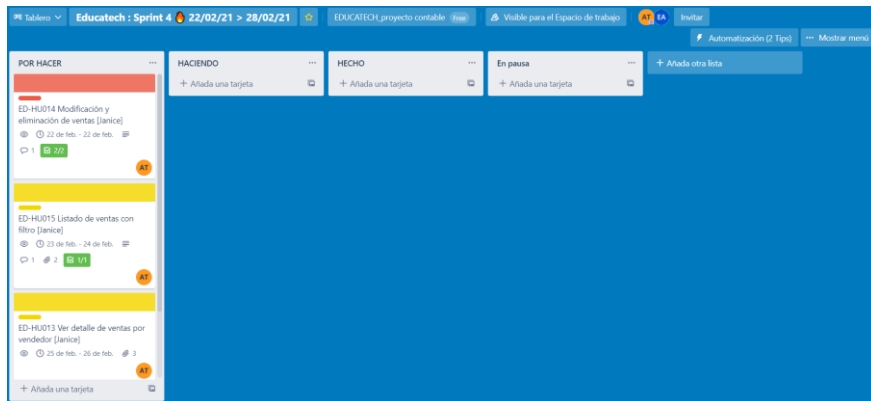 Tablero
Educatech : Sprint 4 🔥 22/02/21 > 28/02/21
EDUCATECH_proyecto contable Free
Visible para el Espacio de trabajo
AT EA
Invitar
Automatización (2 Tips)
... Mostrar menú
POR HACER ...
ED-HU014 Modificación y
eliminación de ventas [Janice]
22 de feb. - 22 de feb.
1 2/2
AT
ED-HU015 Listado de ventas con
filtro [Janice]
23 de feb. - 24 de feb.
1 2 1/1
AT
ED-HU013 Ver detalle de ventas por
vendedor [Janice]
25 de feb. - 26 de feb. 3
AT
+ Añada una tarjeta
HACIENDO ...
+ Añada una tarjeta
HECHO ...
+ Añada una tarjeta
En pausa ...
+ Añada una tarjeta
+ Añada otra lista